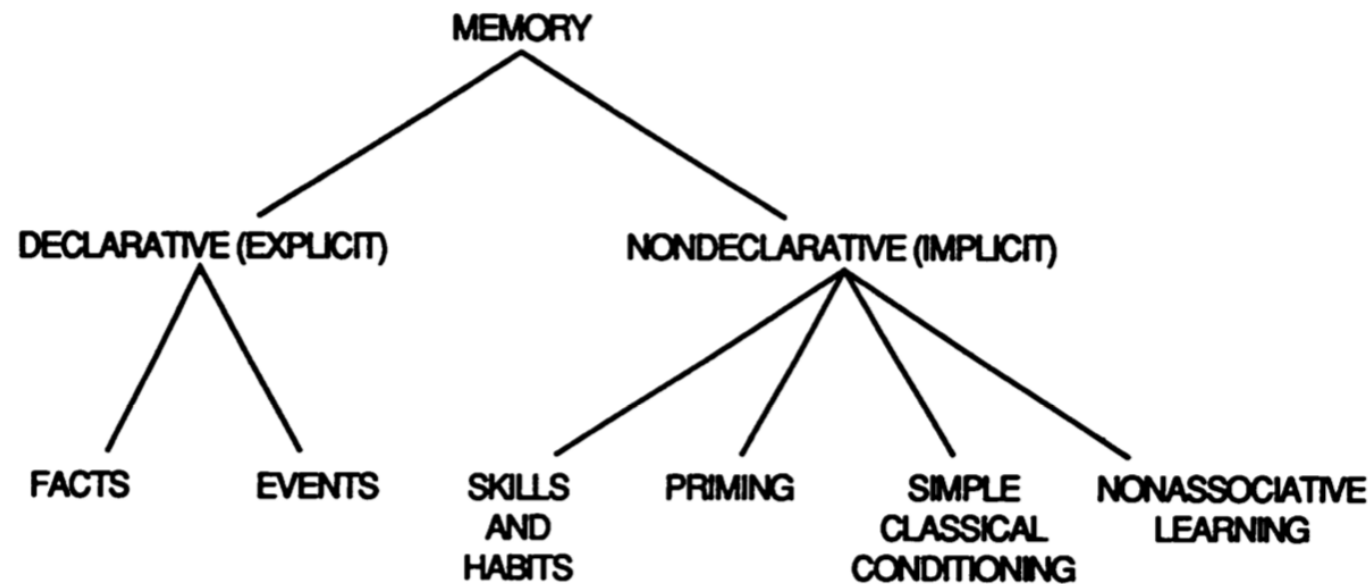 MEMORY
DECLARATIVE (EXPLICIT)
NONDECLARATIVE (IMPLICIT)
FACTS
EVENTS
SKILLS
AND
HABITS
PRIMING
SIMPLE
CLASSICAL
CONDITIONING
NONASSOCIATIVE
LEARNING